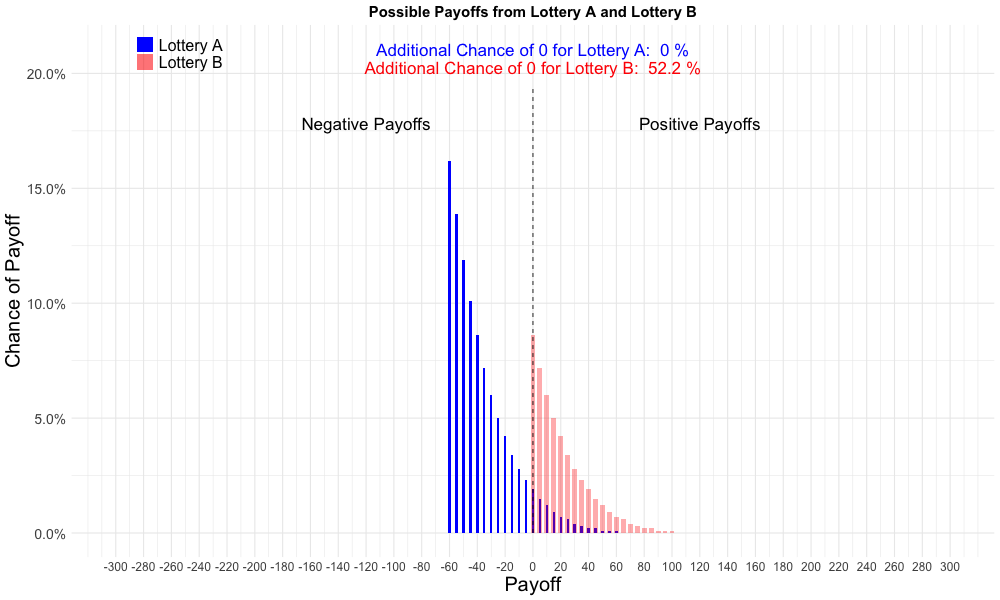 Possible Payoffs from Lottery A and Lottery B
Lottery A
Lottery B
Additional Chance of 0 for Lottery A:  0 %
Additional Chance of 0 for Lottery B:  52.2 %
Negative Payoffs
Positive Payoffs
Chance of Payoff
20.0%
15.0%
10.0%
5.0%
0.0%
-300 -280 -260 -240 -220 -200 -180 -160 -140 -120 -100 -80 -60 -40 -20 0 20 40 60 80 100 120 140 160 180 200 220 240 260 280 300
Payoff